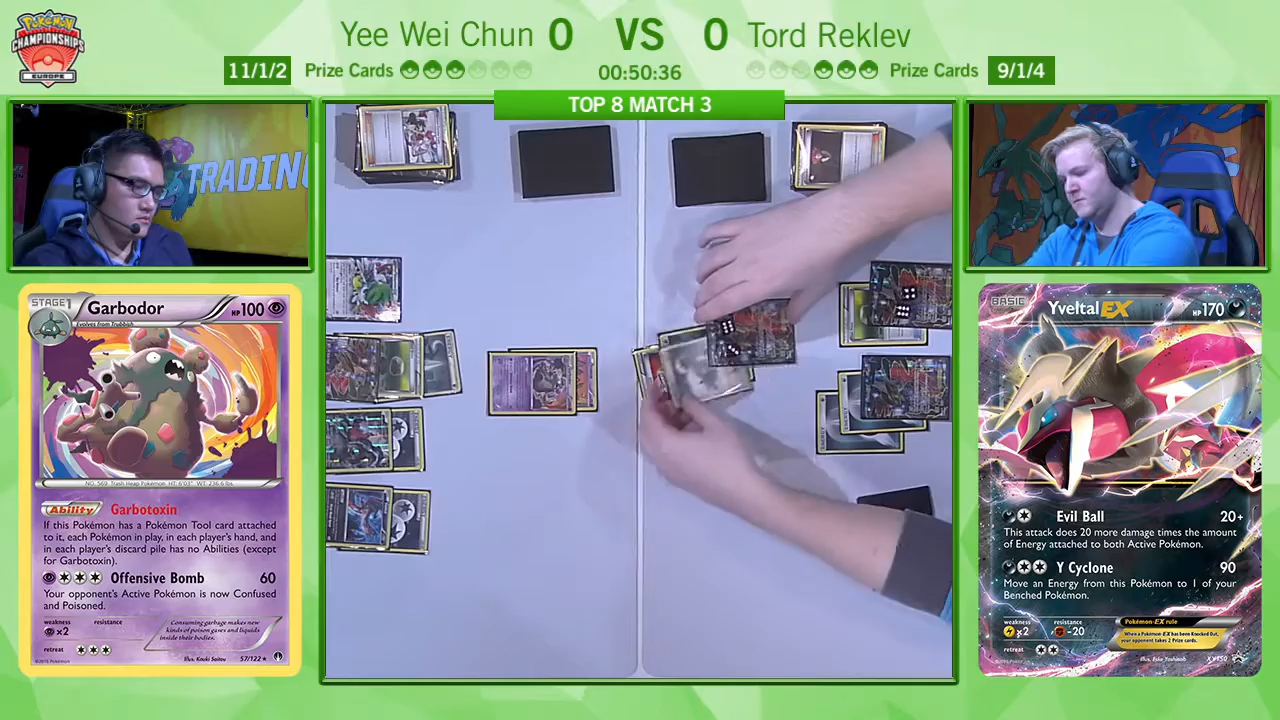 Pokémon
CHAMPIONSHIPS
EUROPE
Yee Wei Chun 0 VS 0 Tord Reklev
11/1/2 Prize Cards 00:50:36 Prize Cards 9/1/4
TOP 8 MATCH 3
TRADING
STAGE 1
Garbodor HP 100
Evolves from Trubbish
NO. 569 Trash Heap Pokémon HT: 6'03" WT: 236.6 lbs.
Ability Garbotoxin
If this Pokémon has a Pokémon Tool card attached
to it, each Pokémon in play, in each player's hand, and
in each player's discard pile has no Abilities (except
for Garbotoxin).
Offensive Bomb 60
Your opponent's Active Pokémon is now Confused
and Poisoned.
weakness resistance
×2
retreat
Consuming garbage makes new
kinds of poison gases and liquids
inside their bodies.
57/122
BASIC
Yveltal EX HP 170
Evil Ball 20+
This attack does 20 more damage times the amount
of Energy attached to both Active Pokémon.
Y Cyclone 90
Move an Energy from this Pokémon to 1 of your
Benched Pokémon.
weakness resistance
×2 -20
retreat
Pokémon-EX rule
When a Pokémon-EX has been Knocked Out,
your opponent takes 2 Prize cards.
XY150